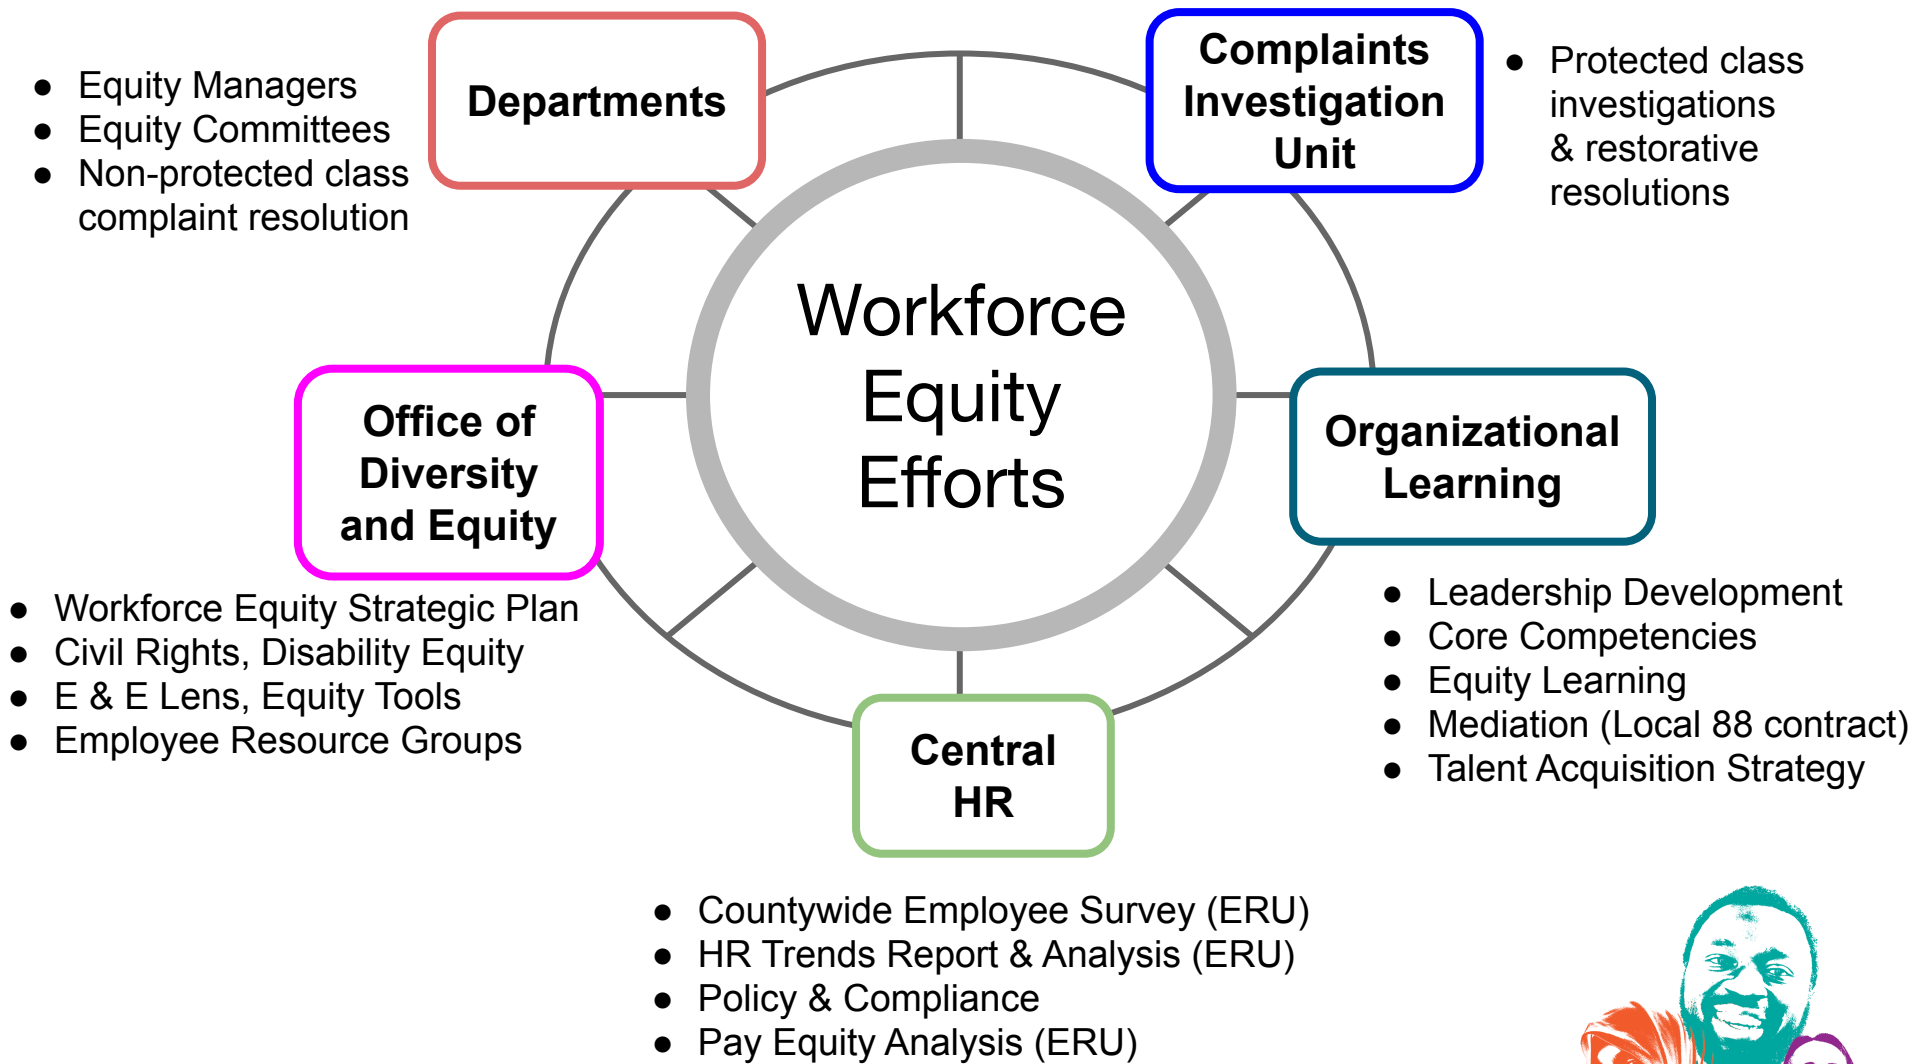 Departments
● Equity Managers
● Equity Committees
● Non-protected class
complaint resolution
Complaints
Investigation
Unit
● Protected class
investigations
& restorative
resolutions
Workforce
Equity
Efforts
Office of
Diversity
and Equity
● Workforce Equity Strategic Plan
● Civil Rights, Disability Equity
● E & E Lens, Equity Tools
● Employee Resource Groups
Organizational
Learning
● Leadership Development
● Core Competencies
● Equity Learning
● Mediation (Local 88 contract)
● Talent Acquisition Strategy
Central
HR
● Countywide Employee Survey (ERU)
● HR Trends Report & Analysis (ERU)
● Policy & Compliance
● Pay Equity Analysis (ERU)